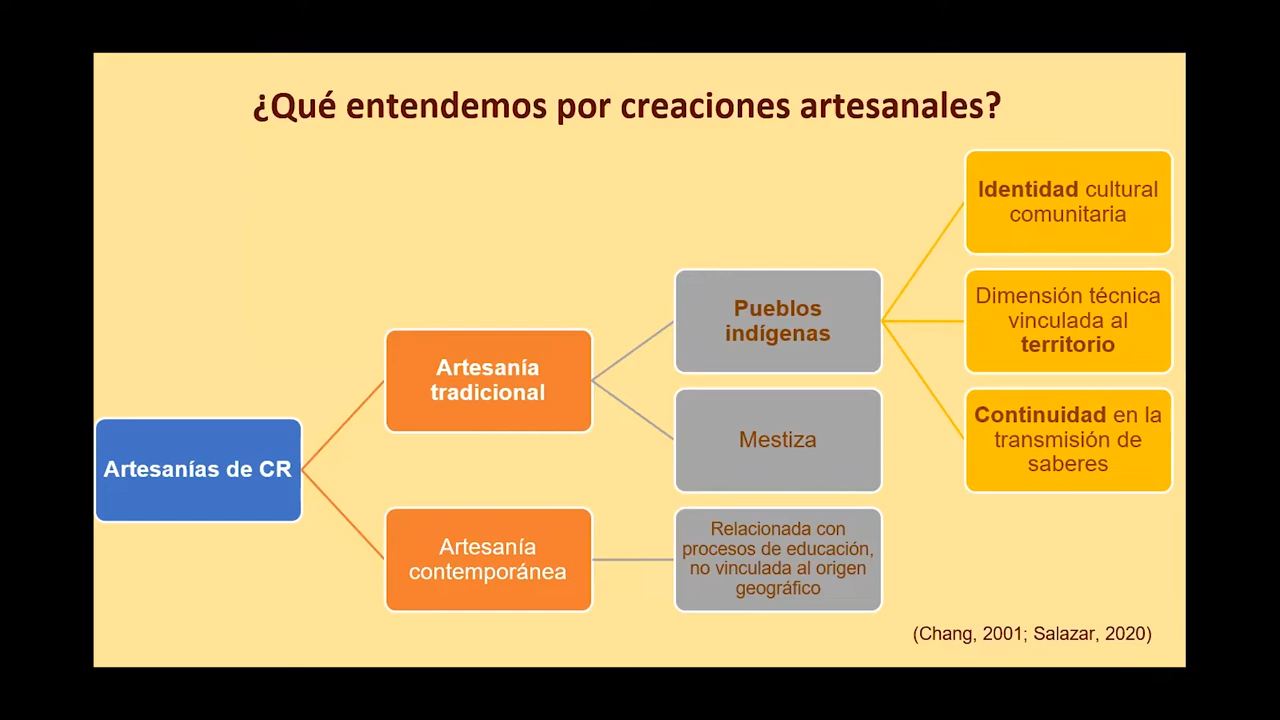 ¿Qué entendemos por creaciones artesanales?
Artesanías de CR
Artesanía
tradicional
Pueblos
indígenas
Identidad cultural
comunitaria
Dimensión técnica
vinculada al
territorio
Continuidad en la
transmisión de
saberes
Mestiza
Artesanía
contemporánea
Relacionada con
procesos de educación,
no vinculada al origen
geográfico
(Chang, 2001; Salazar, 2020)